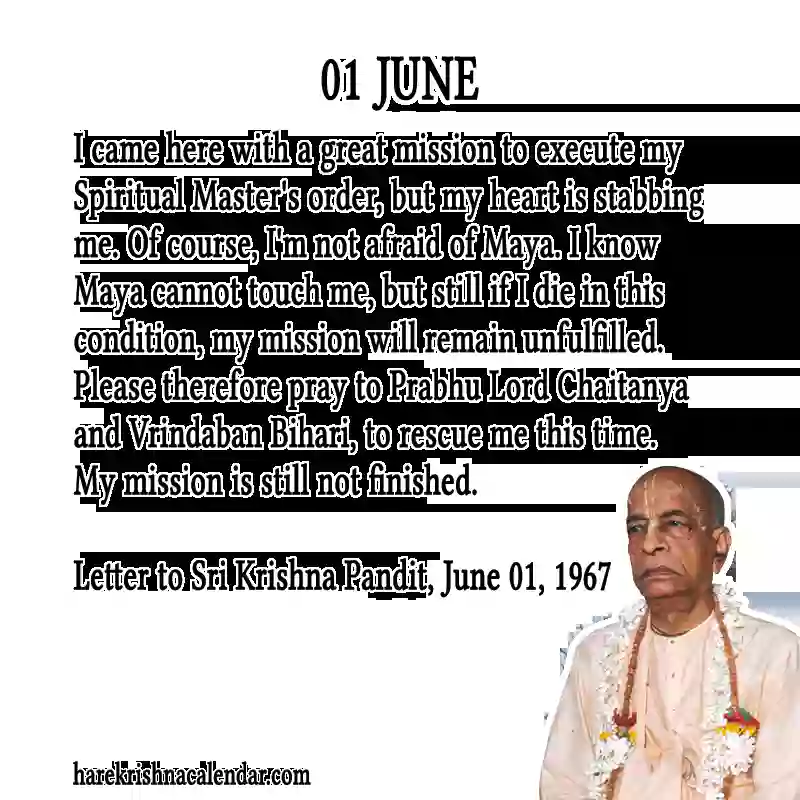 01 JUNE
I came here with a great mission to execute my
Spiritual Master's order, but my heart is stabbing
me. Of course, I'm not afraid of Maya. I know
Maya cannot touch me, but still if I die in this
condition, my mission will remain unfulfilled.
Please therefore pray to Prabhu Lord Chaitanya
and Vrindaban Bihari, to rescue me this time.
My mission is still not finished.
Letter to Sri Krishna Pandit, June 01, 1967
harekrishnacalendar.com